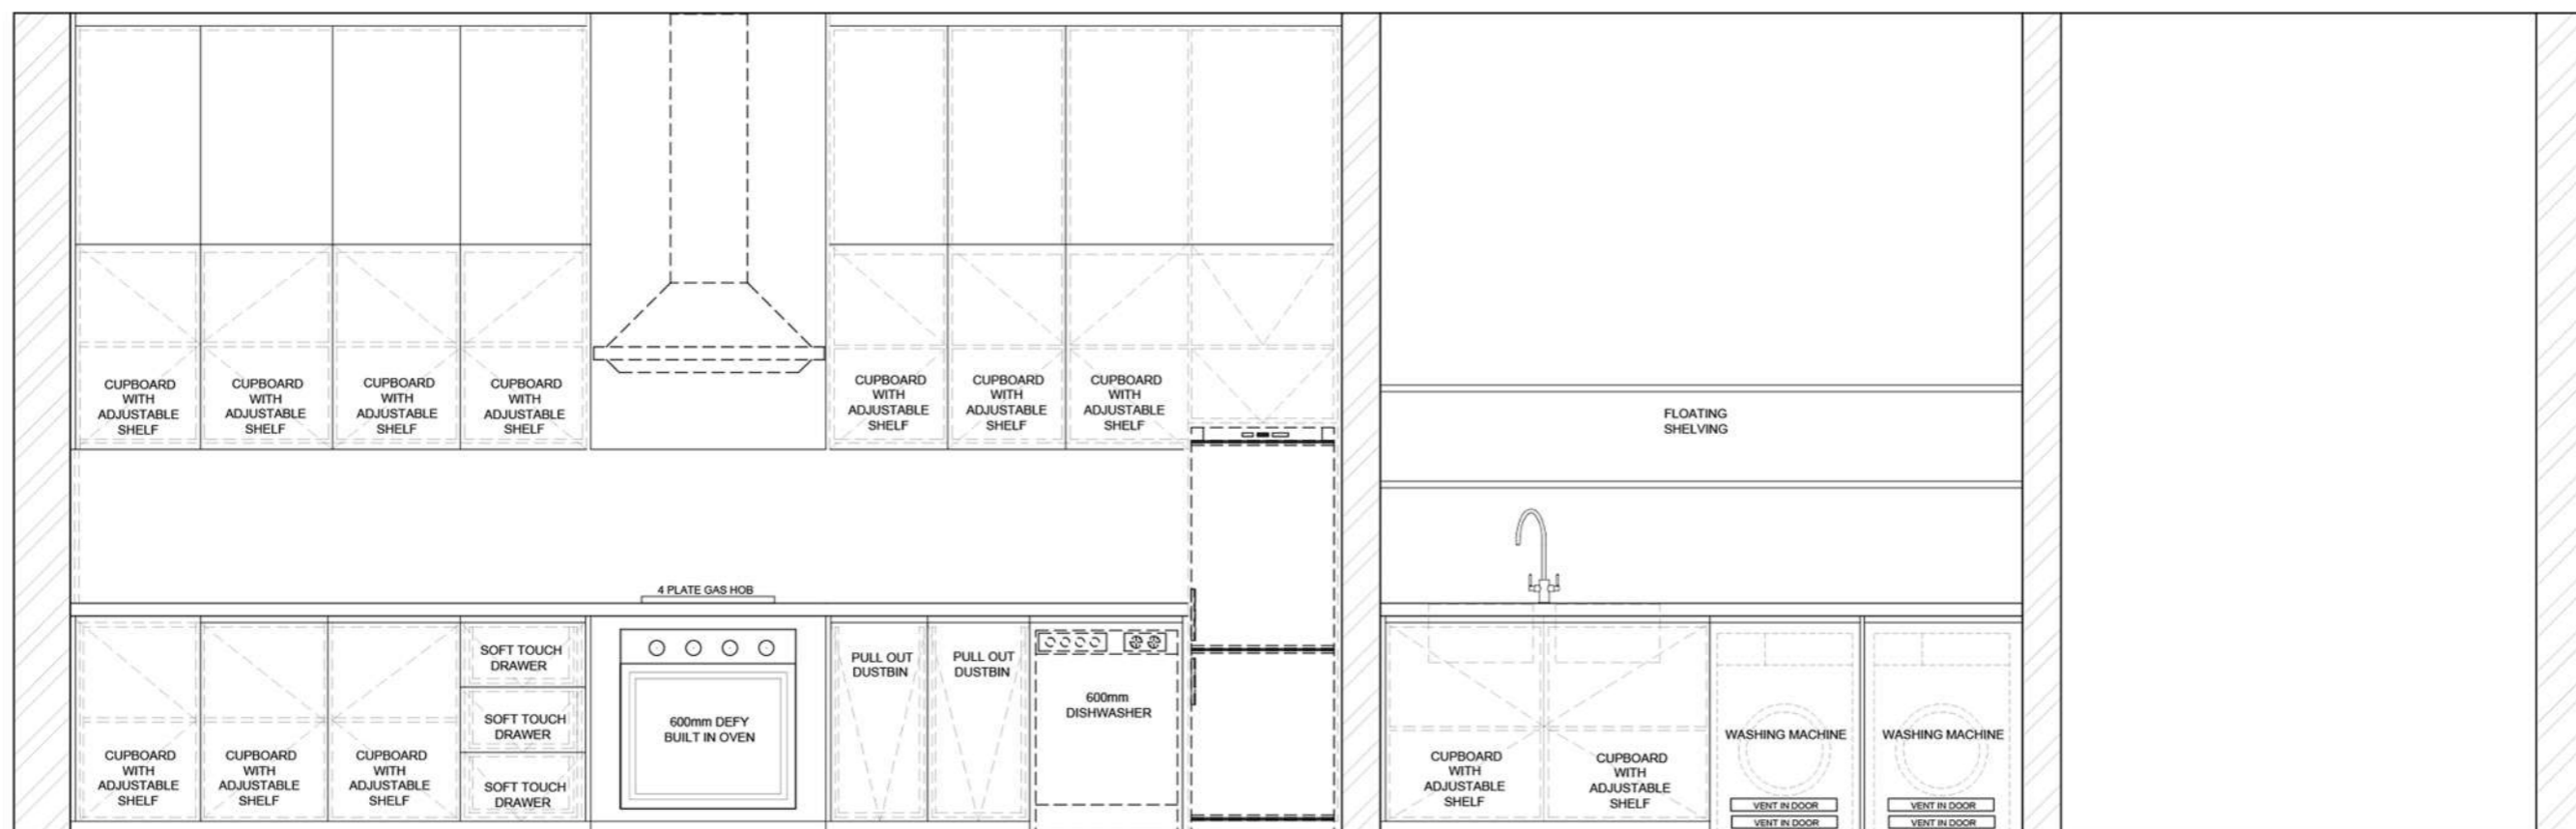 CUPBOARD
WITH
ADJUSTABLE
SHELF
CUPBOARD
WITH
ADJUSTABLE
SHELF
CUPBOARD
WITH
ADJUSTABLE
SHELF
CUPBOARD
WITH
ADJUSTABLE
SHELF
CUPBOARD
WITH
ADJUSTABLE
SHELF
CUPBOARD
WITH
ADJUSTABLE
SHELF
CUPBOARD
WITH
ADJUSTABLE
SHELF
FLOATING
SHELVING
4 PLATE GAS HOB
CUPBOARD
WITH
ADJUSTABLE
SHELF
CUPBOARD
WITH
ADJUSTABLE
SHELF
CUPBOARD
WITH
ADJUSTABLE
SHELF
SOFT TOUCH
DRAWER
SOFT TOUCH
DRAWER
SOFT TOUCH
DRAWER
600mm DEFY
BUILT IN OVEN
PULL OUT
DUSTBIN
PULL OUT
DUSTBIN
600mm
DISHWASHER
CUPBOARD
WITH
ADJUSTABLE
SHELF
CUPBOARD
WITH
ADJUSTABLE
SHELF
WASHING MACHINE
VENT IN DOOR
VENT IN DOOR
WASHING MACHINE
VENT IN DOOR
VENT IN DOOR